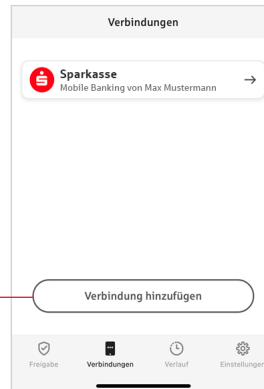 Verbindungen
Sparkasse
Mobile Banking von Max Mustermann
Verbindung hinzufügen
Freigabe Verbindungen Verlauf Einstellungen